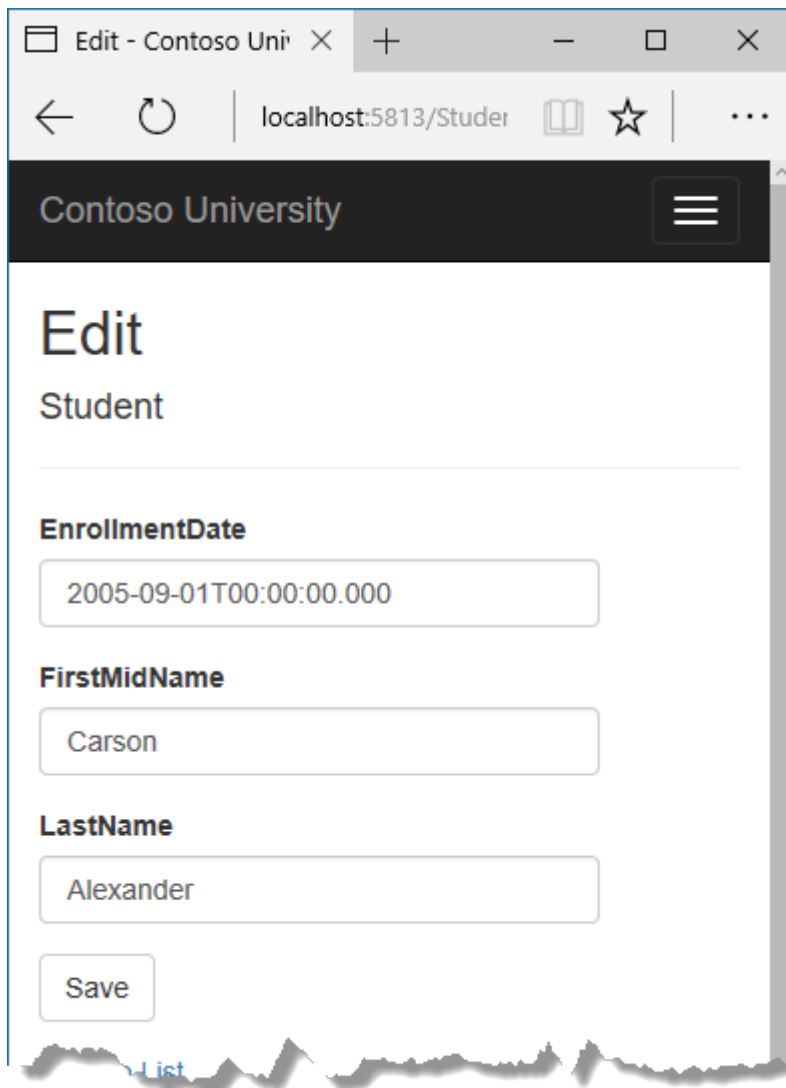 Edit - Contoso Uni
localhost:5813/Studer
Contoso University
Edit
Student
EnrollmentDate
2005-09-01T00:00:00.000
FirstMidName
Carson
LastName
Alexander
Save
List